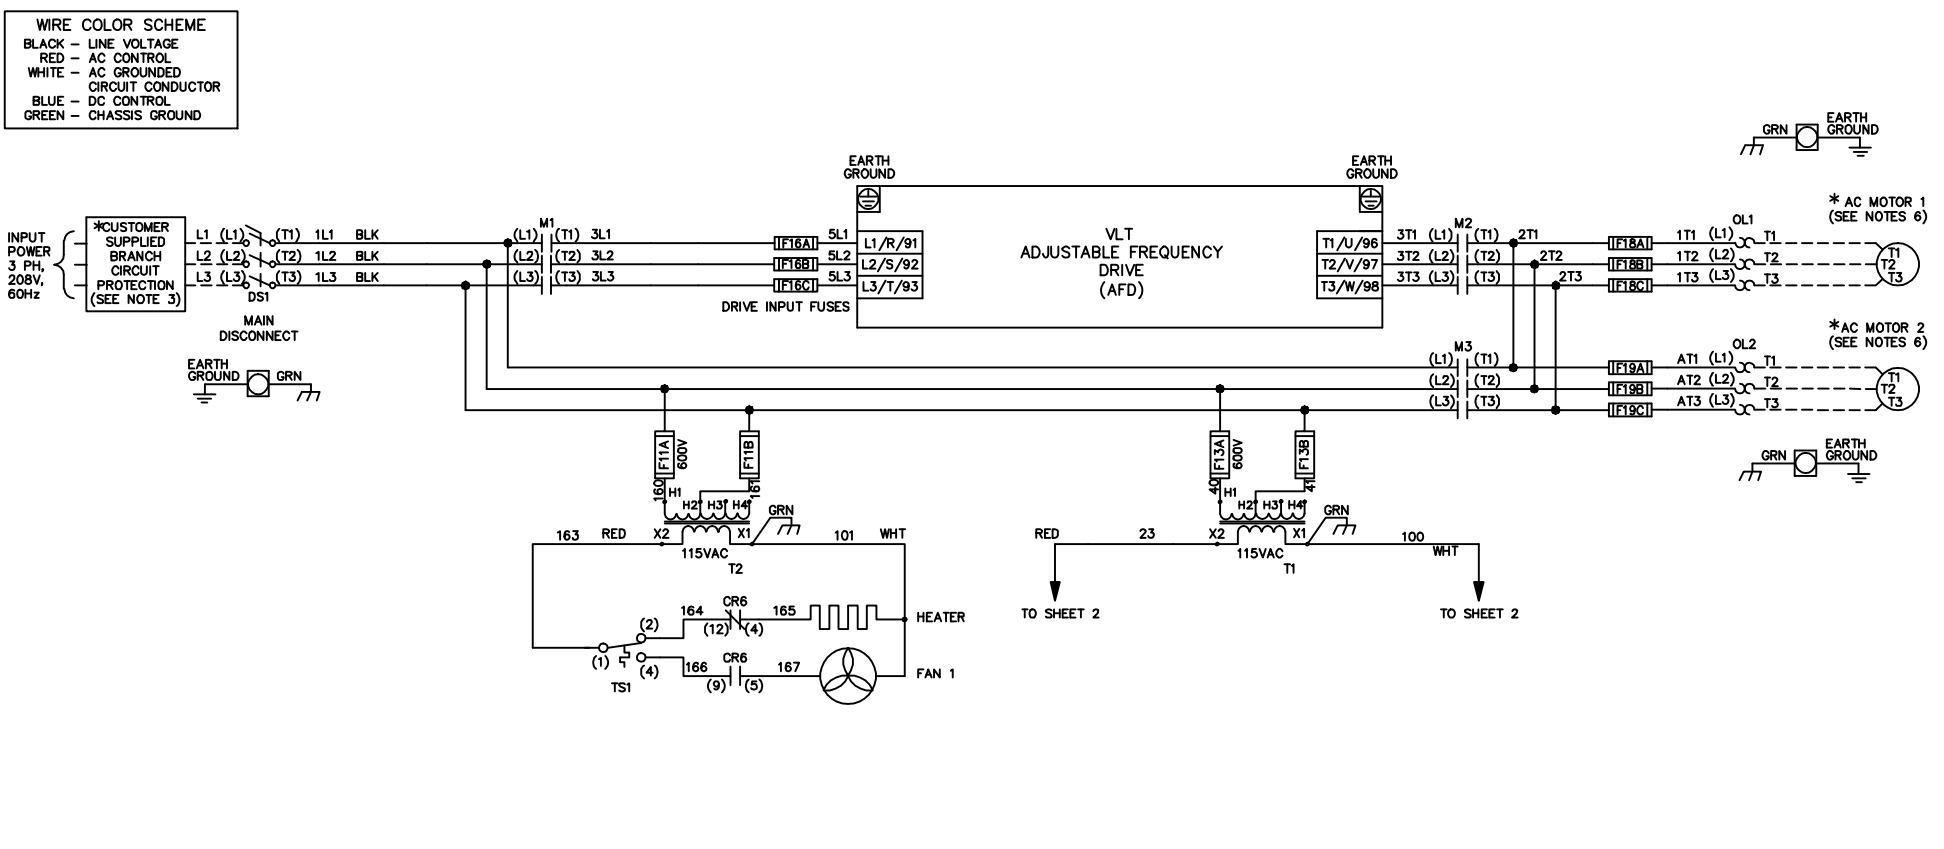 WIRE COLOR SCHEME
BLACK – LINE VOLTAGE
RED – AC CONTROL
WHITE – AC GROUNDED
CIRCUIT CONDUCTOR
BLUE – DC CONTROL
GREEN – CHASSIS GROUND
GRN
EARTH
GROUND
EARTH
GROUND
EARTH
GROUND
INPUT
POWER
3 PH,
208V,
60Hz
*CUSTOMER
SUPPLIED
BRANCH
CIRCUIT
PROTECTION
(SEE NOTE 3)
L1 (L1) (T1) 1L1 BLK
L2 (L2) (T2) 1L2 BLK
L3 (L3) (T3) 1L3 BLK
DS1
MAIN
DISCONNECT
EARTH
GROUND
GRN
M1
(L1) (T1) 3L1
(L2) (T2) 3L2
(L3) (T3) 3L3
F16A 5L1
F16B 5L2
F16C 5L3
DRIVE INPUT FUSES
L1/R/91
L2/S/92
L3/T/93
VLT
ADJUSTABLE FREQUENCY
DRIVE
(AFD)
T1/U/96
T2/V/97
T3/W/98
M2
3T1 (L1) (T1) 2T1
3T2 (L2) (T2) 2T2
3T3 (L3) (T3) 2T3
OL1
F18A 1T1 (L1) T1
F18B 1T2 (L2) T2
F18C 1T3 (L3) T3
* AC MOTOR 1
(SEE NOTES 6)
T1
T2
T3
M3
(L1) (T1)
(L2) (T2)
(L3) (T3)
OL2
F19A AT1 (L1) T1
F19B AT2 (L2) T2
F19C AT3 (L3) T3
*AC MOTOR 2
(SEE NOTES 6)
T1
T2
T3
GRN
EARTH
GROUND
F11A
600V
F11B
160
161
H1
H2 H3 H4
GRN
163 RED X2 X1 101 WHT
115VAC
T2
F13A
600V
F13B
40
41
H1
H2 H3 H4
GRN
RED 23 X2 X1 100
WHT
115VAC
T1
TO SHEET 2
TO SHEET 2
164 CR6 165
(12) (4)
HEATER
(2)
(1)
(4)
TS1
166 CR6 167
(9) (5)
FAN 1